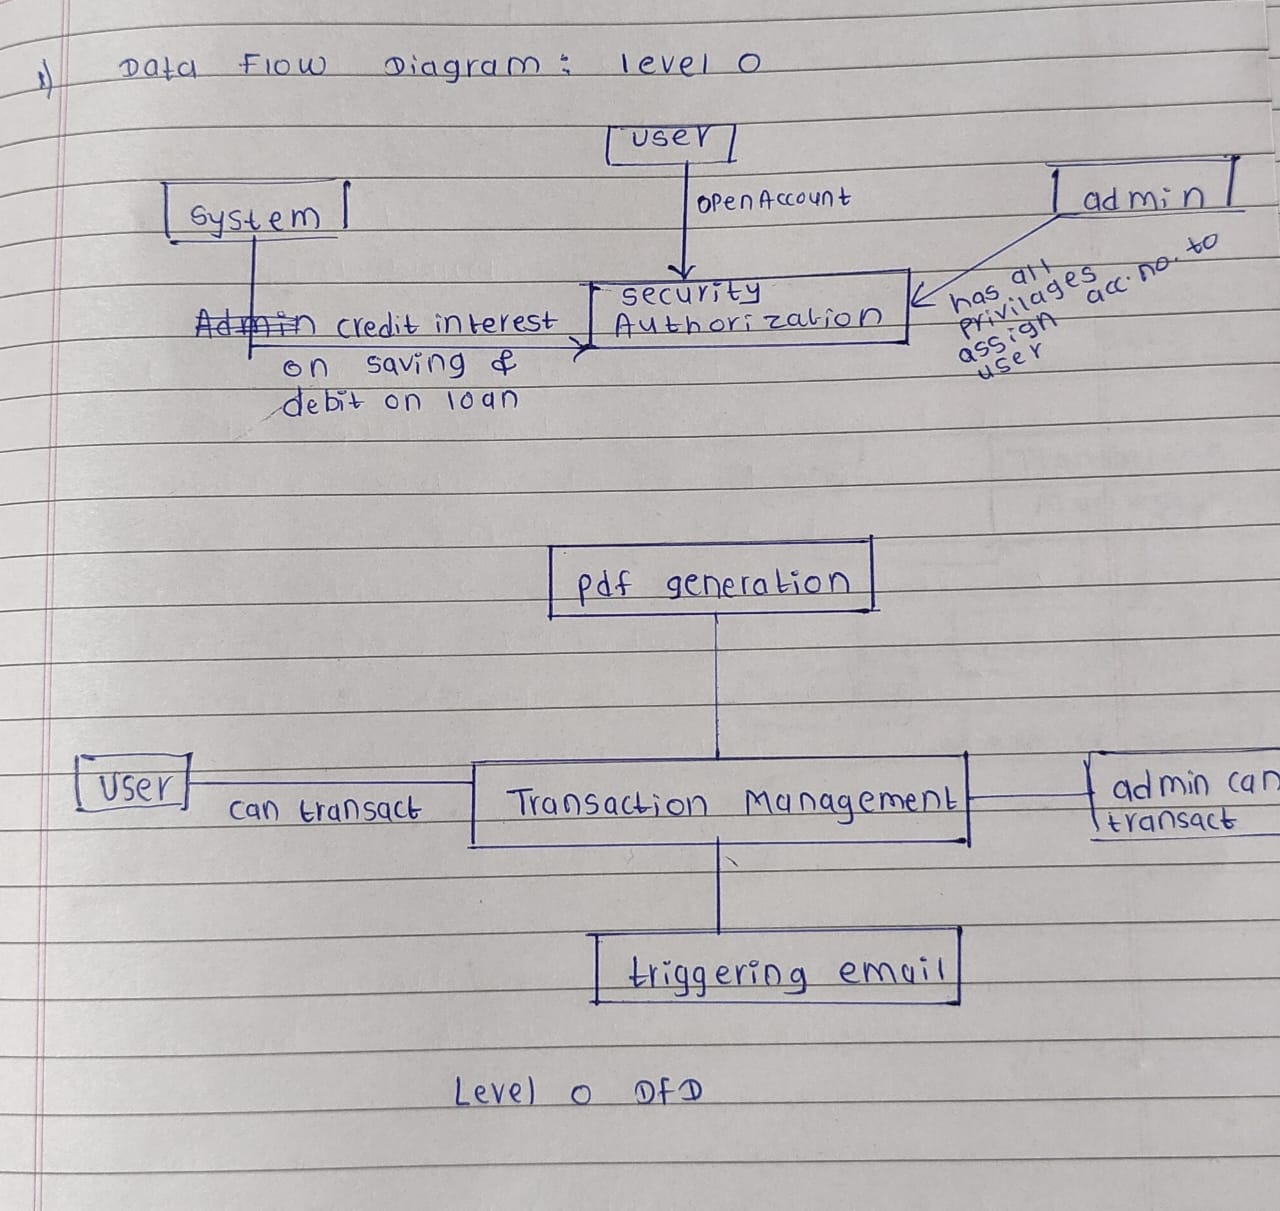 1) Data Flow Diagram: level 0
user
openAccount
system
admin
security
Authorization
Admin credit interest
on saving &
debit on loan
has all
privilages
assign acc. no. to
user
pdf generation
user
can transact
Transaction Management
admin can
transact
triggering email
Level 0 DFD